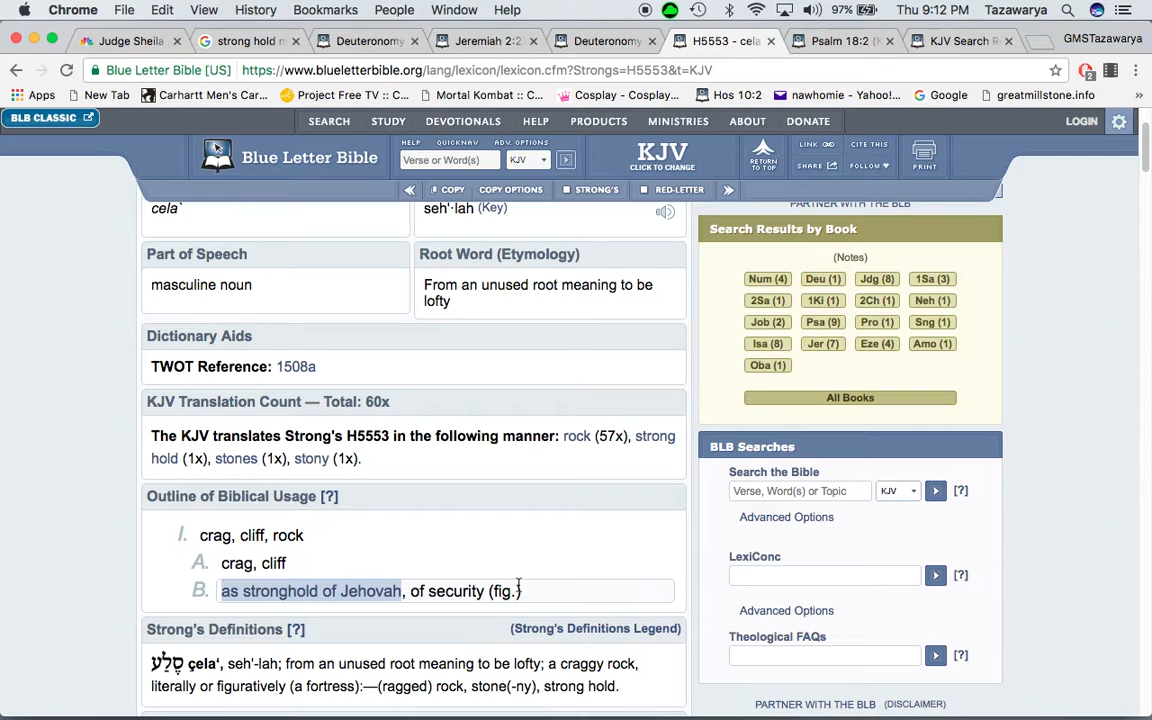 Chrome File Edit View History Bookmarks People Window Help 97% Thu 9:12 PM Tazawarya
Judge Sheila × strong hold m × Deuteronomy × Jeremiah 2:2 × Deuteronomy × H5553 - cela × Psalm 18:2 (K × KJV Search R × GMSTazawarya
Blue Letter Bible [US] https://www.blueletterbible.org/lang/lexicon/lexicon.cfm?Strongs=H5553&t=KJV
Apps New Tab Carhartt Men's Car... Project Free TV :: C... Mortal Kombat :: C... Cosplay - Cosplay,... Hos 10:2 nawhomie - Yahoo!... Google greatmillstone.info »
BLB CLASSIC SEARCH STUDY DEVOTIONALS HELP PRODUCTS MINISTRIES ABOUT DONATE LOGIN
Blue Letter Bible
HELP QUICKNAV ADV. OPTIONS
Verse or Word(s) KJV
KJV
CLICK TO CHANGE
RETURN TO TOP
LINK CITE THIS
SHARE FOLLOW PRINT
COPY COPY OPTIONS STRONG'S RED-LETTER
PARTNER WITH THE BLB
cela` seh'·lah (Key)
Part of Speech
masculine noun
Root Word (Etymology)
From an unused root meaning to be
lofty
Dictionary Aids
TWOT Reference: 1508a
KJV Translation Count — Total: 60x
The KJV translates Strong's H5553 in the following manner: rock (57x), strong
hold (1x), stones (1x), stony (1x).
Outline of Biblical Usage [?]
I. crag, cliff, rock
A. crag, cliff
B. as stronghold of Jehovah, of security (fig.)
Strong's Definitions [?] (Strong's Definitions Legend)
סֶלַע çelaʻ, seh'-lah; from an unused root meaning to be lofty; a craggy rock,
literally or figuratively (a fortress):—(ragged) rock, stone(-ny), strong hold.
Search Results by Book
(Notes)
Num (4) Deu (1) Jdg (8) 1Sa (3)
2Sa (1) 1Ki (1) 2Ch (1) Neh (1)
Job (2) Psa (9) Pro (1) Sng (1)
Isa (8) Jer (7) Eze (4) Amo (1)
Oba (1)
All Books
BLB Searches
Search the Bible
Verse, Word(s) or Topic KJV [?]
Advanced Options
LexiConc
[?]
Advanced Options
Theological FAQs
[?]
PARTNER WITH THE BLB (DISCLAIMER)